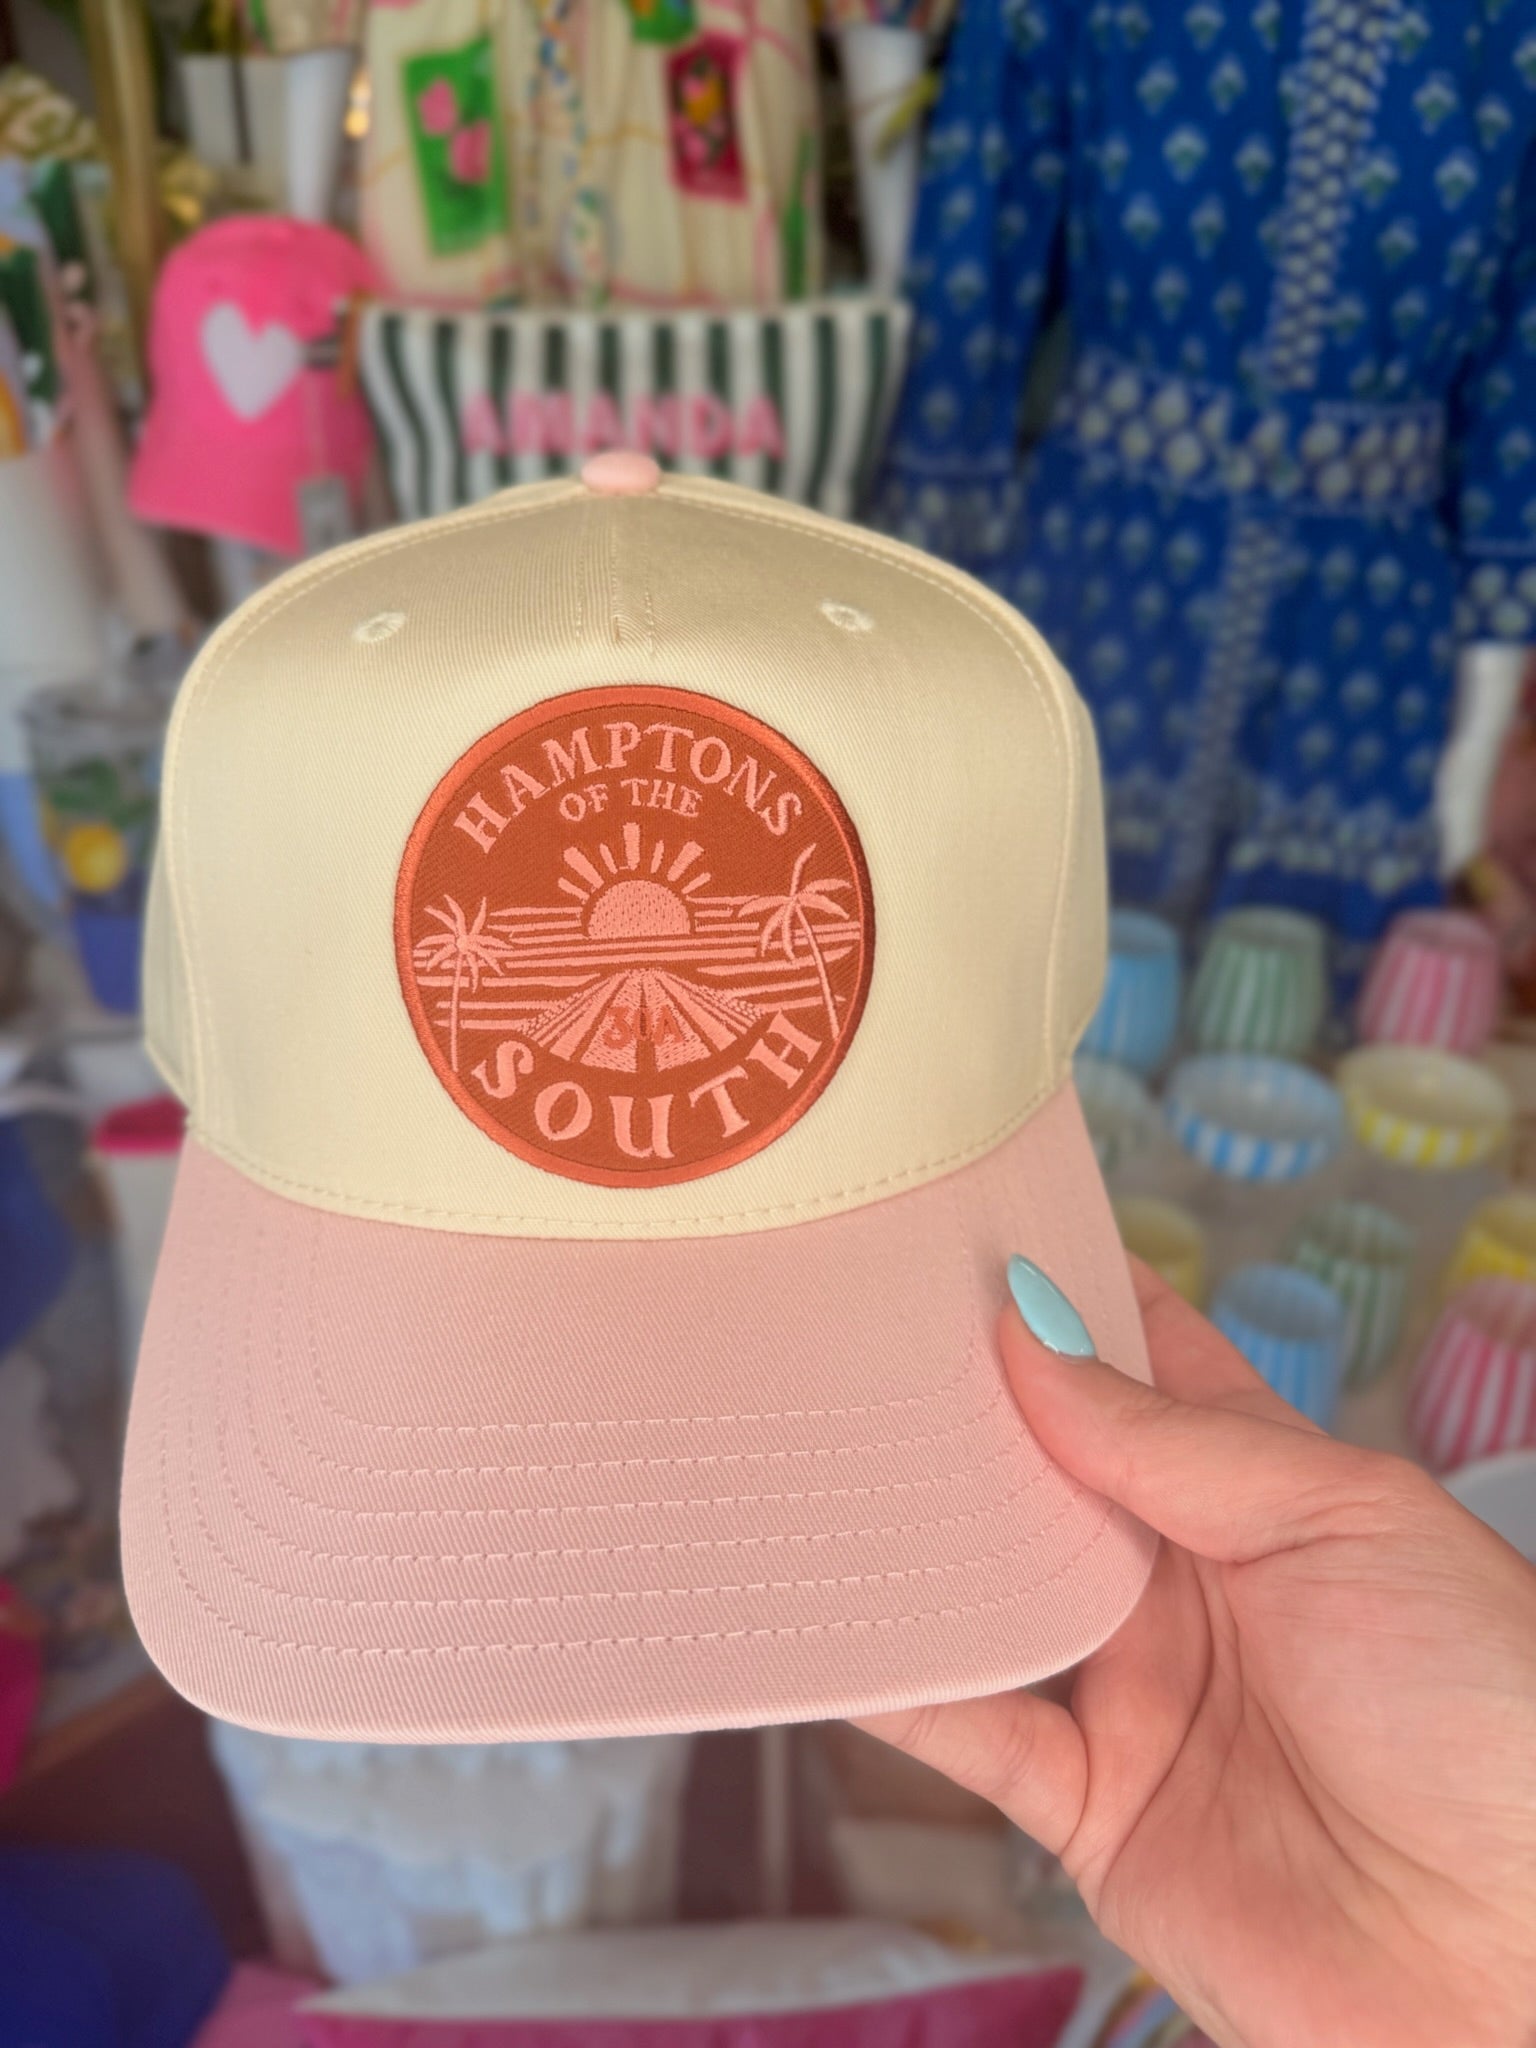 AMANDA
HAMPTONS
OF THE
30A
SOUTH